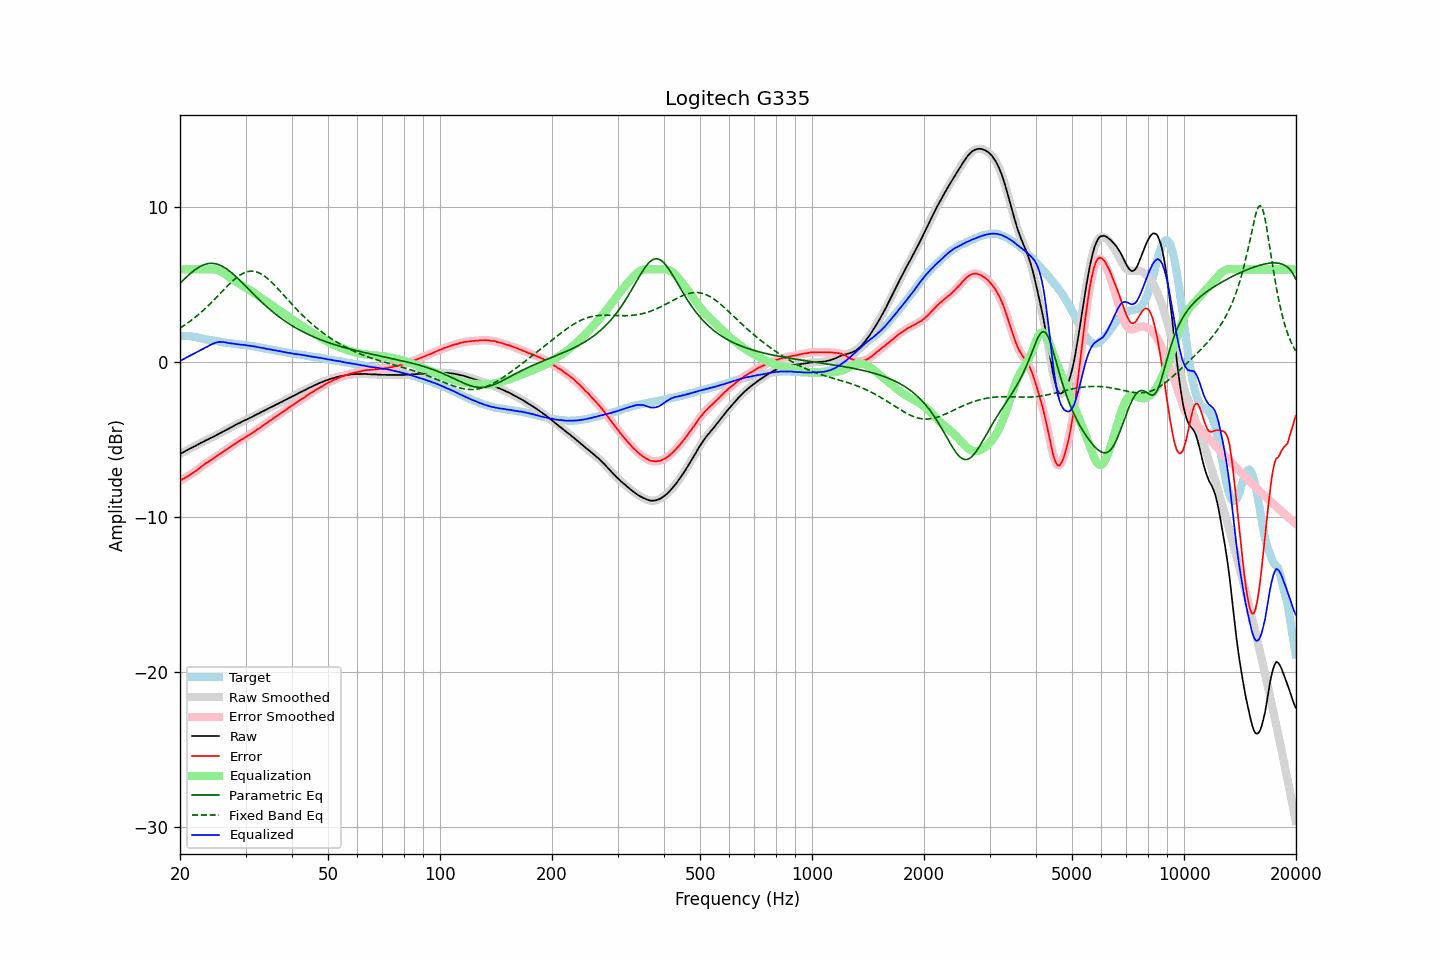 Logitech G335
Amplitude (dBr)
10
0
−10
−20
−30
Target
Raw Smoothed
Error Smoothed
Raw
Error
Equalization
Parametric Eq
Fixed Band Eq
Equalized
20 50 100 200 500 1000 2000 5000 10000 20000
Frequency (Hz)